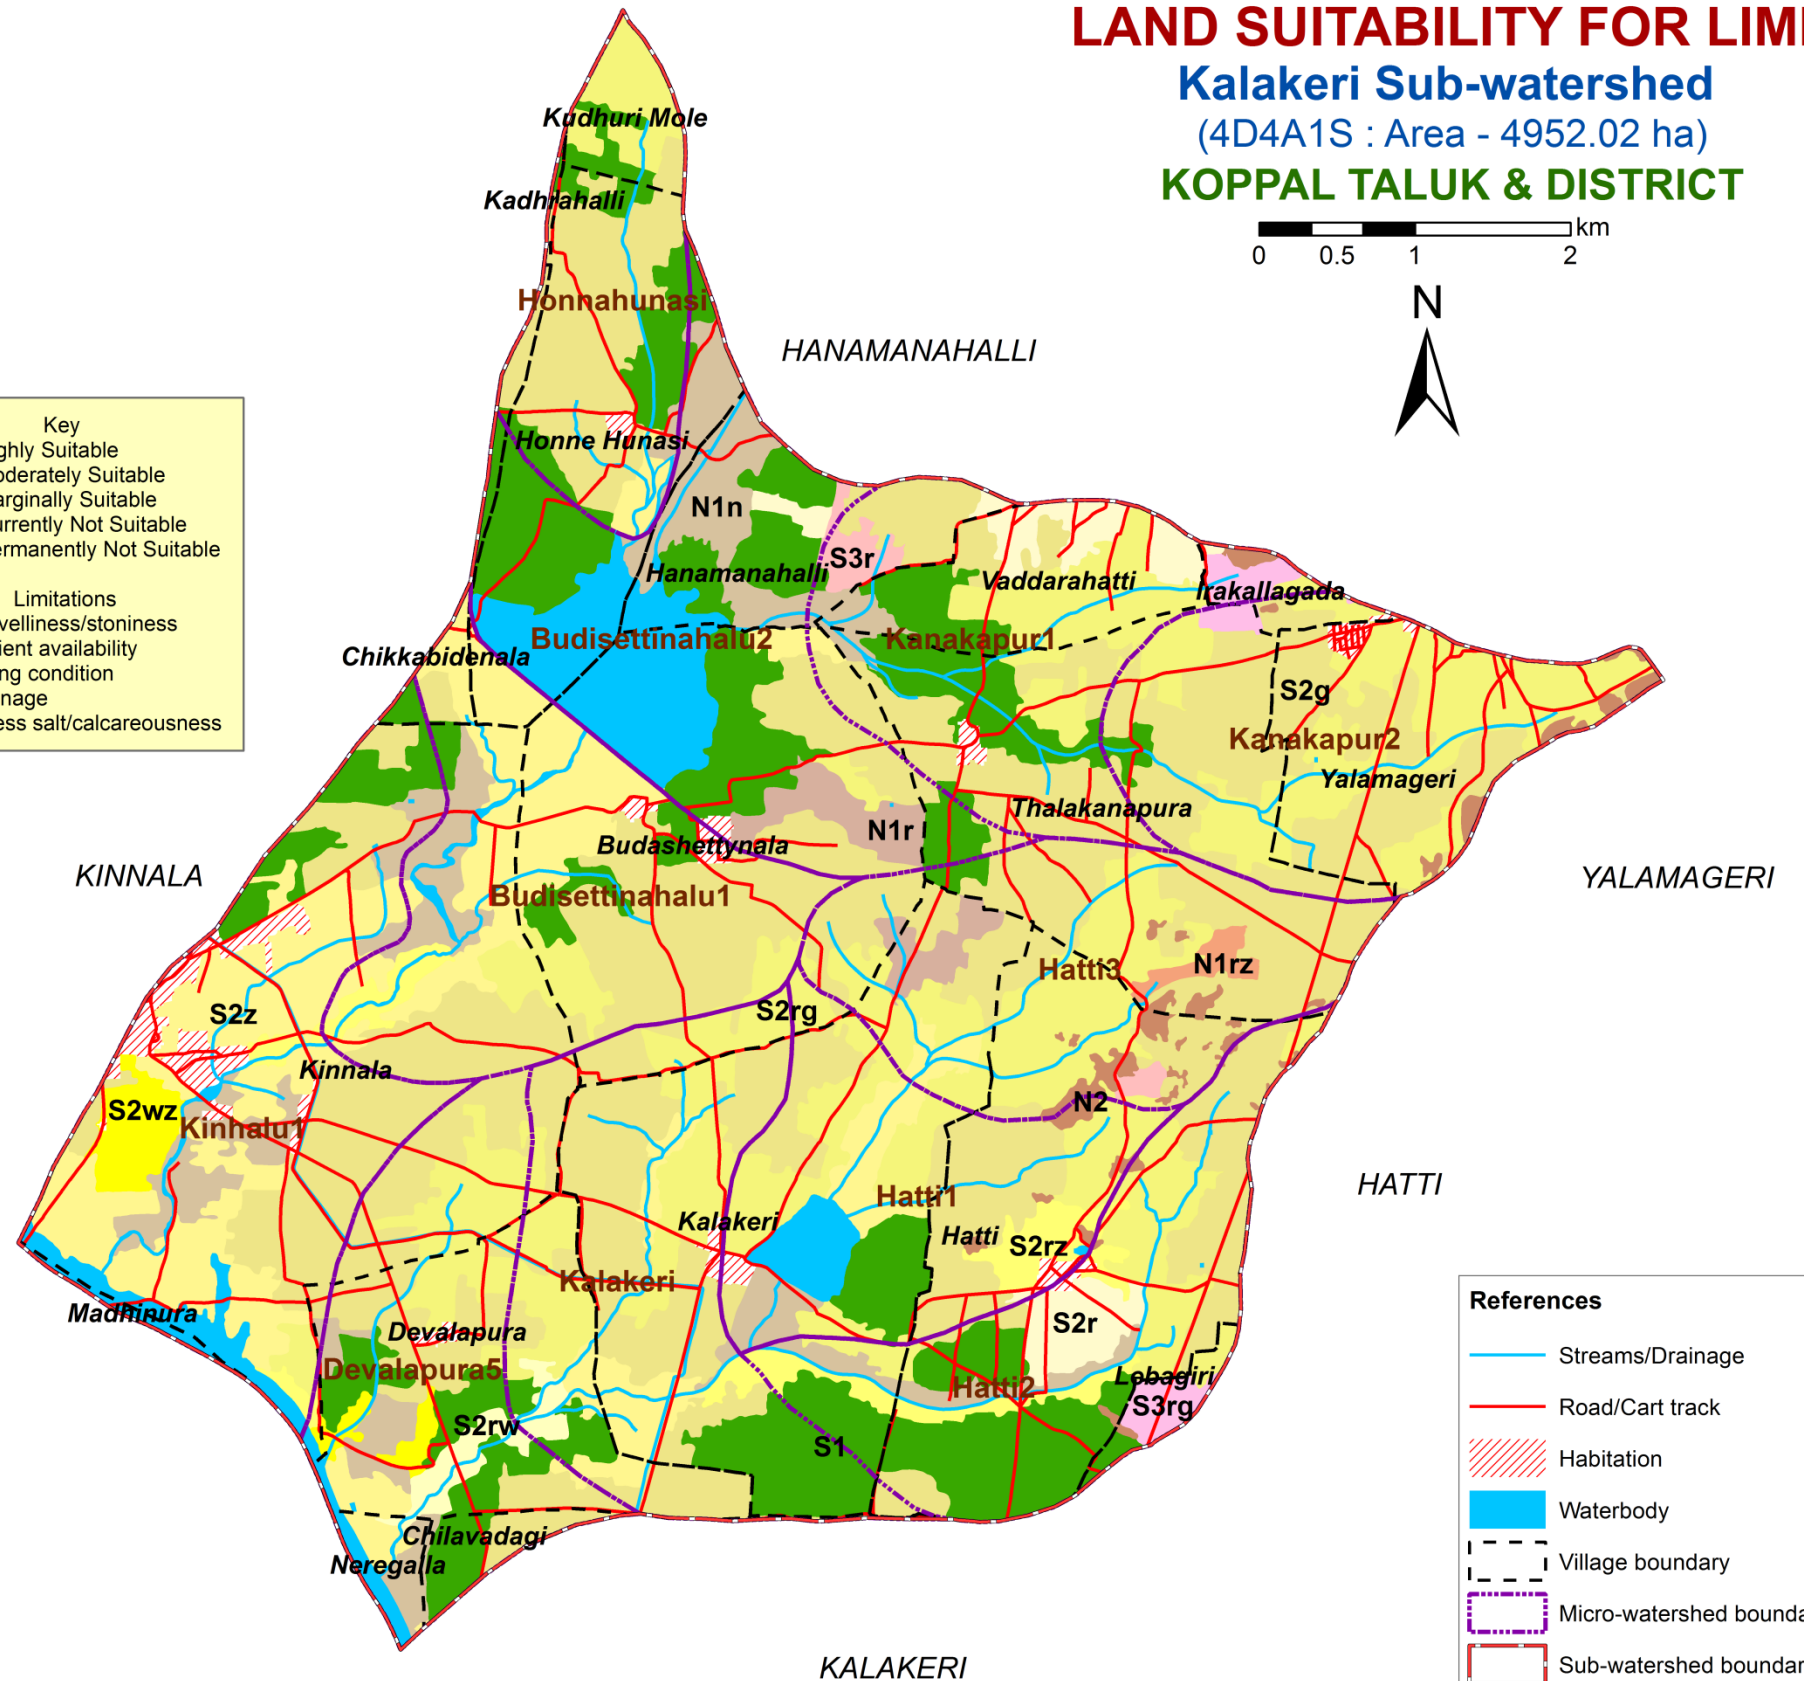 LAND SUITABILITY FOR LIM
Kalakeri Sub-watershed
(4D4A1S : Area - 4952.02 ha)
KOPPAL TALUK & DISTRICT
km
0 0.5 1 2
N
Kudhuri Mole
Kadhrahalli
Honnahunasi
HANAMANAHALLI
Key
ghly Suitable
oderately Suitable
arginally Suitable
urrently Not Suitable
ermanently Not Suitable
Limitations
velliness/stoniness
ient availability
ng condition
nage
ess salt/calcareousness
Honne Hunasi
N1n
S3r
Hanamanahalli
Vaddarahatti
Irakallagada
Budisettinahalu2
Kanakapur1
Chikkabidenala
S2g
Kanakapur2
Yalamageri
Thalakanapura
N1r
Budashettynala
KINNALA
YALAMAGERI
Budisettinahalu1
Hatti3
N1rz
S2z
S2rg
Kinnala
S2wz
Kinhalu1
N2
HATTI
Hatti1
Kalakeri
Hatti
S2rz
Kalakeri
Madhinura
Devalapura
S2r
Devalapura5
Lebagiri
Hatti2
S3rg
S2rw
S1
Chilavadagi
Neregalla
KALAKERI
References
Streams/Drainage
Road/Cart track
Habitation
Waterbody
Village boundary
Micro-watershed bounda
Sub-watershed boundar